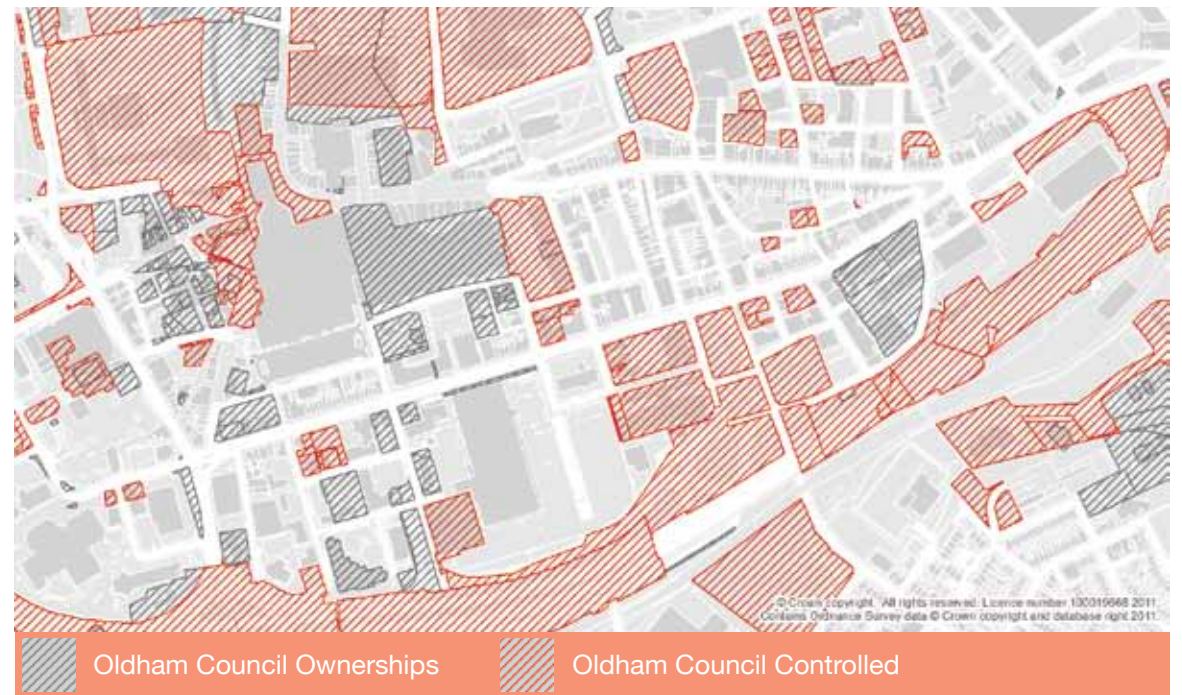 © Crown copyright. All rights reserved. Licence number 100019668 2011.
Contains Ordnance Survey data © Crown copyright and database right 2011.
Oldham Council Ownerships
Oldham Council Controlled